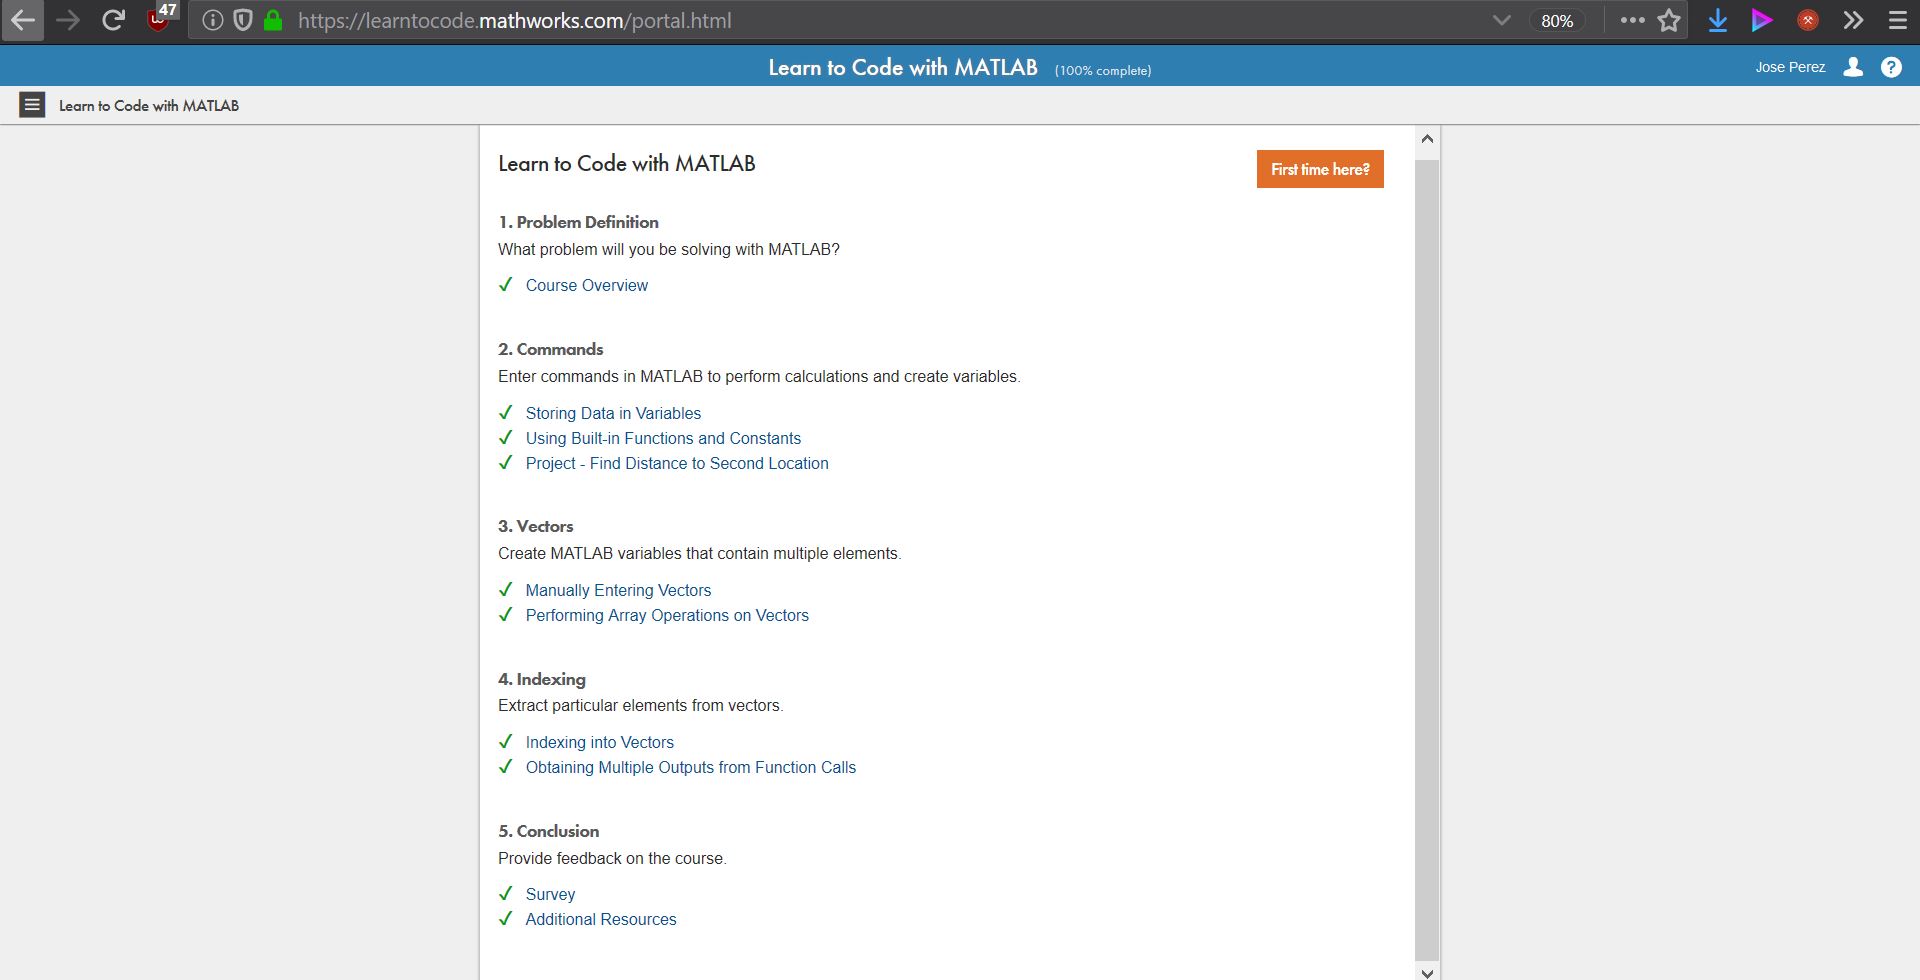 47
https://learntocode.mathworks.com/portal.html
80%
Learn to Code with MATLAB (100% complete)
Jose Perez
?
Learn to Code with MATLAB
Learn to Code with MATLAB
First time here?
1. Problem Definition
What problem will you be solving with MATLAB?
✓ Course Overview
2. Commands
Enter commands in MATLAB to perform calculations and create variables.
✓ Storing Data in Variables
✓ Using Built-in Functions and Constants
✓ Project - Find Distance to Second Location
3. Vectors
Create MATLAB variables that contain multiple elements.
✓ Manually Entering Vectors
✓ Performing Array Operations on Vectors
4. Indexing
Extract particular elements from vectors.
✓ Indexing into Vectors
✓ Obtaining Multiple Outputs from Function Calls
5. Conclusion
Provide feedback on the course.
✓ Survey
✓ Additional Resources